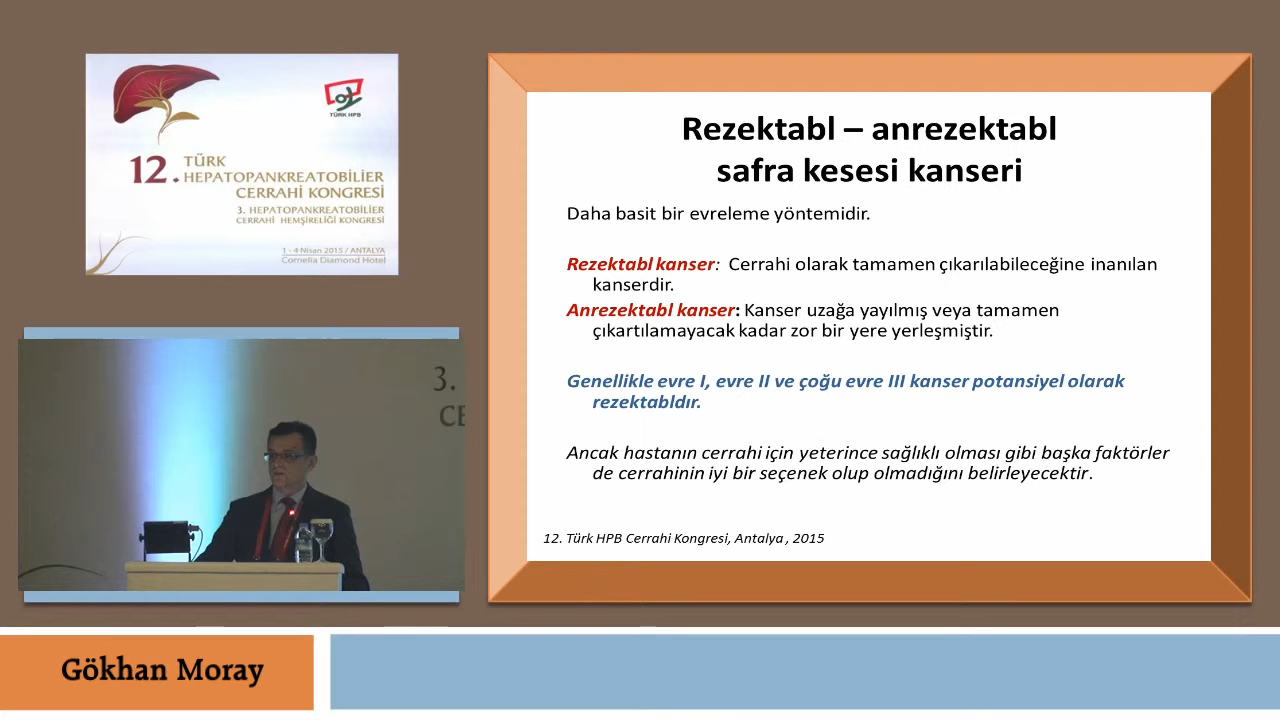 TÜRK HPB
12. TÜRK
HEPATOPANKREATOBİLİER
CERRAHİ KONGRESİ
3. HEPATOPANKREATOBİLİER
CERRAHİ HEMŞİRELİĞİ KONGRESİ
1 - 4 Nisan 2015 / ANTALYA
Cornelia Diamond Hotel
3.
CE
Rezektabl – anrezektabl
safra kesesi kanseri
Daha basit bir evreleme yöntemidir.
Rezektabl kanser: Cerrahi olarak tamamen çıkarılabileceğine inanılan
kanserdir.
Anrezektabl kanser: Kanser uzağa yayılmış veya tamamen
çıkartılamayacak kadar zor bir yere yerleşmiştir.
Genellikle evre I, evre II ve çoğu evre III kanser potansiyel olarak
rezektabldır.
Ancak hastanın cerrahi için yeterince sağlıklı olması gibi başka faktörler
de cerrahinin iyi bir seçenek olup olmadığını belirleyecektir.
12. Türk HPB Cerrahi Kongresi, Antalya , 2015
Gökhan Moray